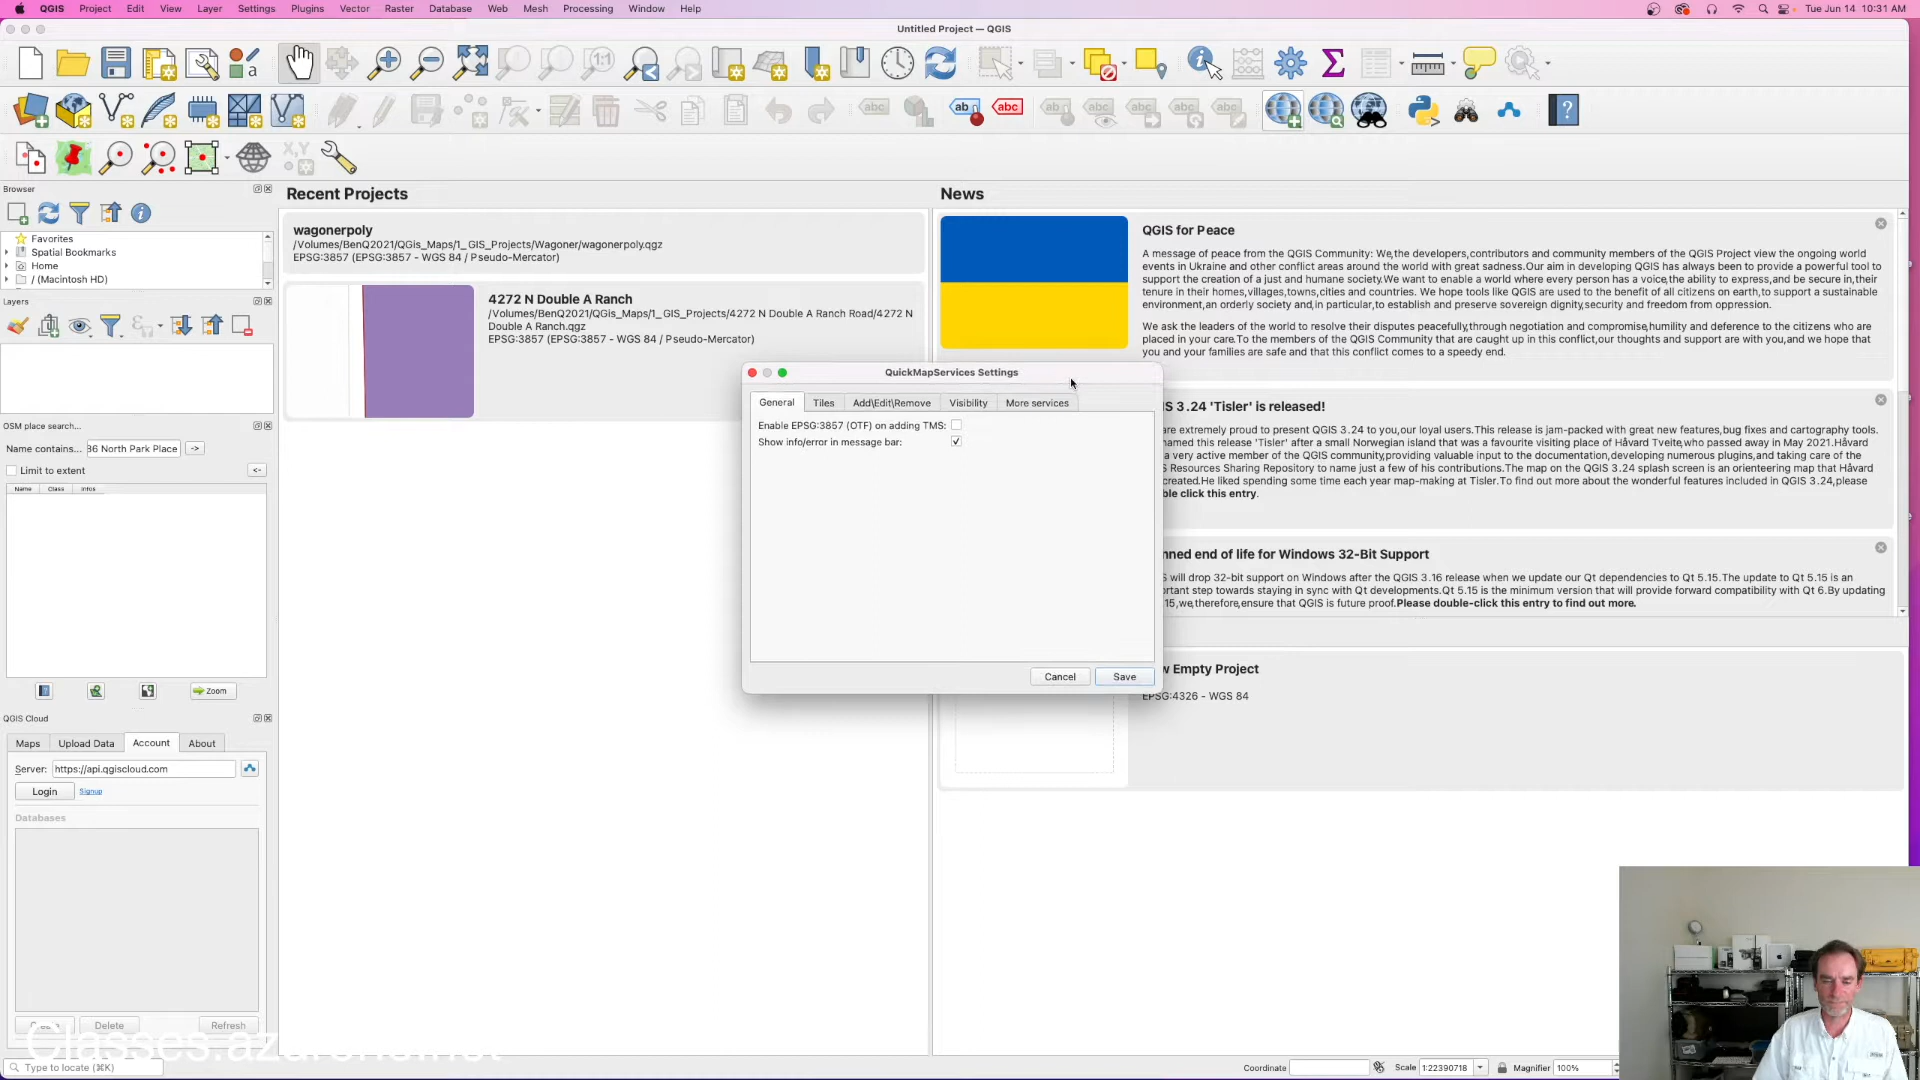 QGIS Project Edit View Layer Settings Plugins Vector Raster Database Web Mesh Processing Window Help Tue Jun 14 10:31 AM
Untitled Project — QGIS
Browser
Favorites
Spatial Bookmarks
Home
/ (Macintosh HD)
Layers
OSM place search...
Name contains... 36 North Park Place ->
Limit to extent <-
Name Class Infos
Zoom
QGIS Cloud
Maps Upload Data Account About
Server: https://api.qgiscloud.com
Login Signup
Databases
Delete Refresh
Type to locate (⌘K)
Recent Projects
wagonerpoly
/Volumes/BenQ2021/QGis_Maps/1_ GIS_Projects/Wagoner/wagonerpoly.qgz
EPSG:3857 (EPSG:3857 - WGS 84 / Pseudo-Mercator)
4272 N Double A Ranch
/Volumes/BenQ2021/QGis_Maps/1_ GIS_Projects/4272 N Double A Ranch Road/4272 N
Double A Ranch.qgz
EPSG:3857 (EPSG:3857 - WGS 84 / Pseudo-Mercator)
QuickMapServices Settings
General Tiles Add\Edit\Remove Visibility More services
Enable EPSG:3857 (OTF) on adding TMS:
Show info/error in message bar:
Cancel Save
News
QGIS for Peace
A message of peace from the QGIS Community: We,the developers,contributors and community members of the QGIS Project view the ongoing world
events in Ukraine and other conflict areas around the world with great sadness.Our aim in developing QGIS has always been to provide a powerful tool to
support the creation of a just and humane society.We want to enable a world where every person has a voice,the ability to express,and be secure in,their
tenure in their homes,villages,towns,cities and countries. We hope tools like QGIS are used to the benefit of all citizens on earth,to support a sustainable
environment,an orderly society and,in particular,to establish and preserve sovereign dignity,security and freedom from oppression.
We ask the leaders of the world to resolve their disputes peacefully,through negotiation and compromise,humility and deference to the citizens who are
placed in your care.To the members of the QGIS Community that are caught up in this conflict,our thoughts and support are with you,and we hope that
you and your families are safe and that this conflict comes to a speedy end.
S 3.24 'Tisler' is released!
are extremely proud to present QGIS 3.24 to you,our loyal users.This release is jam-packed with great new features,bug fixes and cartography tools.
named this release 'Tisler' after a small Norwegian island that was a favourite visiting place of Håvard Tveite,who passed away in May 2021.Håvard
a very active member of the QGIS community,providing valuable input to the documentation,developing numerous plugins,and taking care of the
S Resources Sharing Repository to name just a few of his contributions.The map on the QGIS 3.24 splash screen is an orienteering map that Håvard
created.He liked spending some time each year map-making at Tisler.To find out more about the wonderful features included in QGIS 3.24,please
ble click this entry.
nned end of life for Windows 32-Bit Support
S will drop 32-bit support on Windows after the QGIS 3.16 release when we update our Qt dependencies to Qt 5.15.The update to Qt 5.15 is an
ortant step towards staying in sync with Qt developments.Qt 5.15 is the minimum version that will provide forward compatibility with Qt 6.By updating
15,we,therefore,ensure that QGIS is future proof.Please double-click this entry to find out more.
w Empty Project
EPSG:4326 - WGS 84
Coordinate Scale 1:22390718 Magnifier 100%